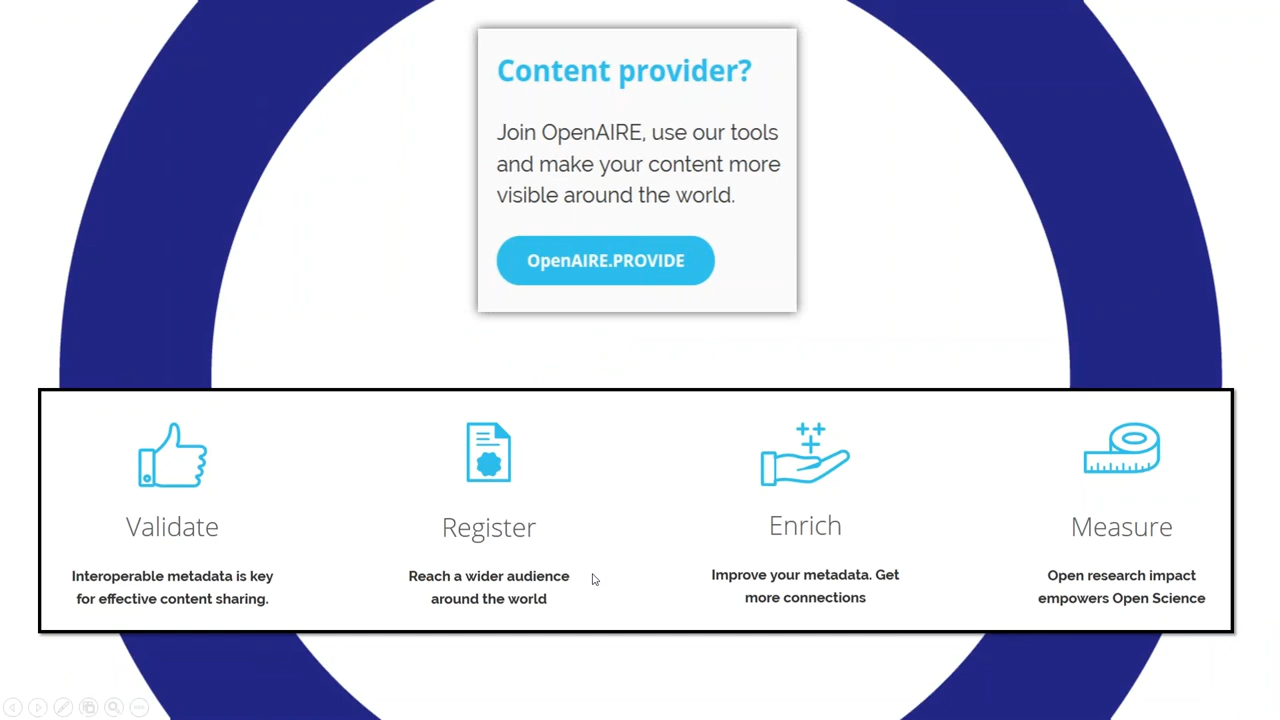 Content provider?
Join OpenAIRE, use our tools
and make your content more
visible around the world.
OpenAIRE.PROVIDE
Validate
Interoperable metadata is key
for effective content sharing.
Register
Reach a wider audience
around the world
Enrich
Improve your metadata. Get
more connections
Measure
Open research impact
empowers Open Science